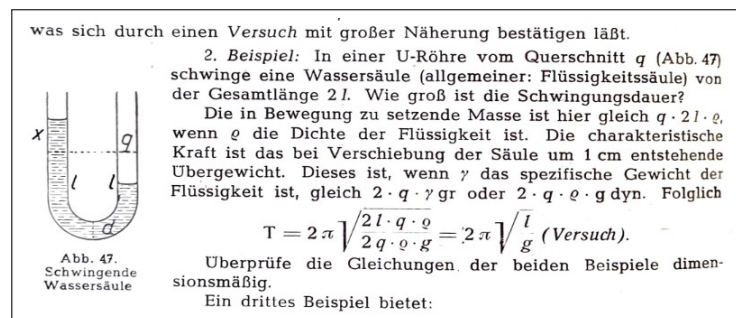 was sich durch einen Versuch mit großer Näherung bestätigen läßt.
2. Beispiel: In einer U-Röhre vom Querschnitt q (Abb. 47)
schwinge eine Wassersäule (allgemeiner: Flüssigkeitssäule) von
der Gesamtlänge 2 l. Wie groß ist die Schwingungsdauer?
Die in Bewegung zu setzende Masse ist hier gleich q · 2 l · ϱ,
wenn ϱ die Dichte der Flüssigkeit ist. Die charakteristische
Kraft ist das bei Verschiebung der Säule um 1 cm entstehende
Übergewicht. Dieses ist, wenn γ das spezifische Gewicht der
Flüssigkeit ist, gleich 2 · q · γ gr oder 2 · q · ϱ · g dyn. Folglich
T = 2 π √(2 l · q · ϱ / 2 q · ϱ · g) = 2 π √(l / g) (Versuch).
Überprüfe die Gleichungen der beiden Beispiele dimen-
sionsmäßig.
Ein drittes Beispiel bietet:
x
q
l l
d
Abb. 47.
Schwingende
Wassersäule